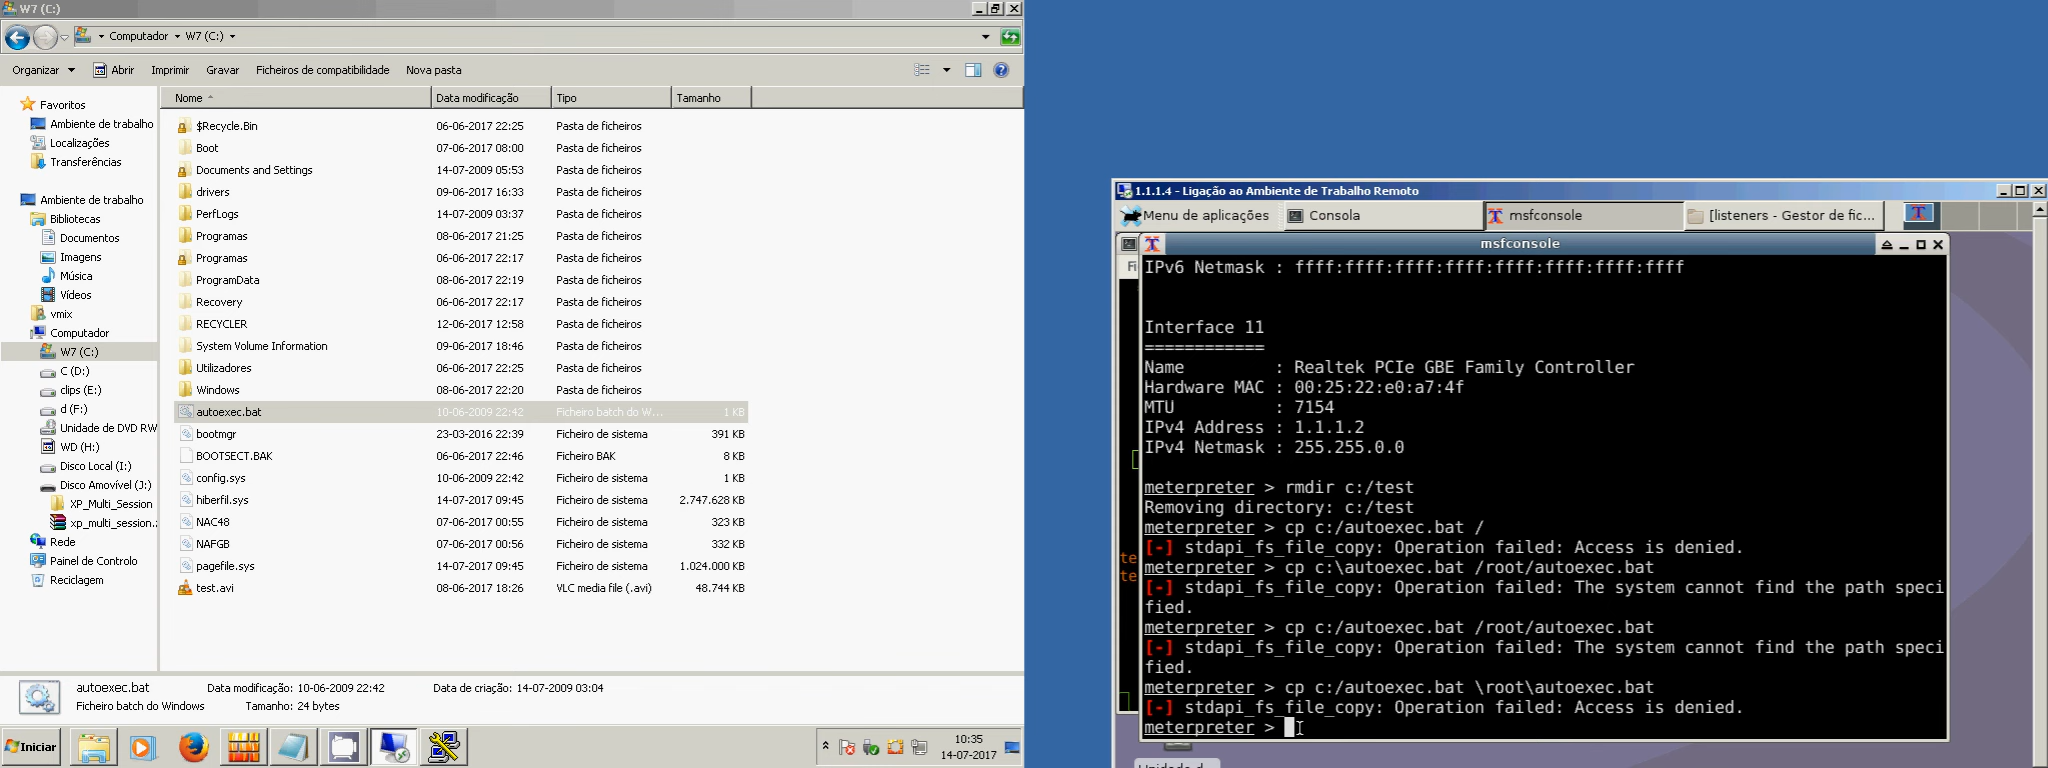 W7 (C:)
Computador W7 (C:)
Organizar Abrir Imprimir Gravar Ficheiros de compatibilidade Nova pasta
Favoritos
Ambiente de trabalho
Localizações
Transferências
Ambiente de trabalho
Bibliotecas
Documentos
Imagens
Música
Vídeos
vmix
Computador
W7 (C:)
C (D:)
clips (E:)
d (F:)
Unidade de DVD RW
WD (H:)
Disco Local (I:)
Disco Amovível (J:)
XP_Multi_Session
xp_multi_session.
Rede
Painel de Controlo
Reciclagem
Nome Data modificação Tipo Tamanho
$Recycle.Bin 06-06-2017 22:25 Pasta de ficheiros
Boot 07-06-2017 08:00 Pasta de ficheiros
Documents and Settings 14-07-2009 05:53 Pasta de ficheiros
drivers 09-06-2017 16:33 Pasta de ficheiros
PerfLogs 14-07-2009 03:37 Pasta de ficheiros
Programas 08-06-2017 21:25 Pasta de ficheiros
Programas 06-06-2017 22:17 Pasta de ficheiros
ProgramData 08-06-2017 22:19 Pasta de ficheiros
Recovery 06-06-2017 22:17 Pasta de ficheiros
RECYCLER 12-06-2017 12:58 Pasta de ficheiros
System Volume Information 09-06-2017 18:46 Pasta de ficheiros
Utilizadores 06-06-2017 22:25 Pasta de ficheiros
Windows 08-06-2017 22:20 Pasta de ficheiros
autoexec.bat 10-06-2009 22:42 Ficheiro batch do W... 1 KB
bootmgr 23-03-2016 22:39 Ficheiro de sistema 391 KB
BOOTSECT.BAK 06-06-2017 22:46 Ficheiro BAK 8 KB
config.sys 10-06-2009 22:42 Ficheiro de sistema 1 KB
hiberfil.sys 14-07-2017 09:45 Ficheiro de sistema 2.747.628 KB
NAC48 07-06-2017 00:55 Ficheiro de sistema 323 KB
NAFGB 07-06-2017 00:56 Ficheiro de sistema 332 KB
pagefile.sys 14-07-2017 09:45 Ficheiro de sistema 1.024.000 KB
test.avi 08-06-2017 18:26 VLC media file (.avi) 48.744 KB
autoexec.bat Data modificação: 10-06-2009 22:42 Data de criação: 14-07-2009 03:04
Ficheiro batch do Windows Tamanho: 24 bytes
Iniciar
10:35
14-07-2017
1.1.1.4 - Ligação ao Ambiente de Trabalho Remoto
Menu de aplicações Consola msfconsole [listeners - Gestor de fic...
msfconsole
Fi
te
te
IPv6 Netmask : ffff:ffff:ffff:ffff:ffff:ffff:ffff:ffff
Interface 11
============
Name : Realtek PCIe GBE Family Controller
Hardware MAC : 00:25:22:e0:a7:4f
MTU : 7154
IPv4 Address : 1.1.1.2
IPv4 Netmask : 255.255.0.0
meterpreter > rmdir c:/test
Removing directory: c:/test
meterpreter > cp c:/autoexec.bat /
[-] stdapi_fs_file_copy: Operation failed: Access is denied.
meterpreter > cp c:\autoexec.bat /root/autoexec.bat
[-] stdapi_fs_file_copy: Operation failed: The system cannot find the path speci
fied.
meterpreter > cp c:/autoexec.bat /root/autoexec.bat
[-] stdapi_fs_file_copy: Operation failed: The system cannot find the path speci
fied.
meterpreter > cp c:/autoexec.bat \root\autoexec.bat
[-] stdapi_fs_file_copy: Operation failed: Access is denied.
meterpreter >